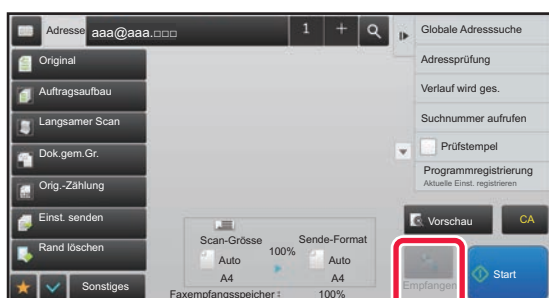 Adresse aaa@aaa.□□□ 1 + Globale Adresssuche
Original
Auftragsaufbau
Langsamer Scan
Dok.gem.Gr.
Orig.-Zählung
Einst. senden
Rand löschen
Sonstiges
Adressprüfung
Verlauf wird ges.
Suchnummer aufrufen
Prüfstempel
Programmregistrierung
Aktuelle Einst. registrieren
Vorschau CA
Scan-Grösse 100% Sende-Format
Auto Auto
A4 A4
Faxempfangsspeicher : 100%
Empfangen
Start